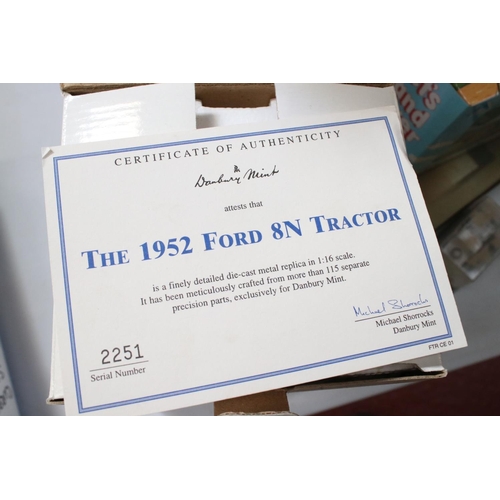 CERTIFICATE OF AUTHENTICITY
Danbury Mint
attests that
THE 1952 FORD 8N TRACTOR
is a finely detailed die-cast metal replica in 1:16 scale.
It has been meticulously crafted from more than 115 separate
precision parts, exclusively for Danbury Mint.
Michael Shorrocks
Michael Shorrocks
Danbury Mint
2251
Serial Number
FTR CE 01